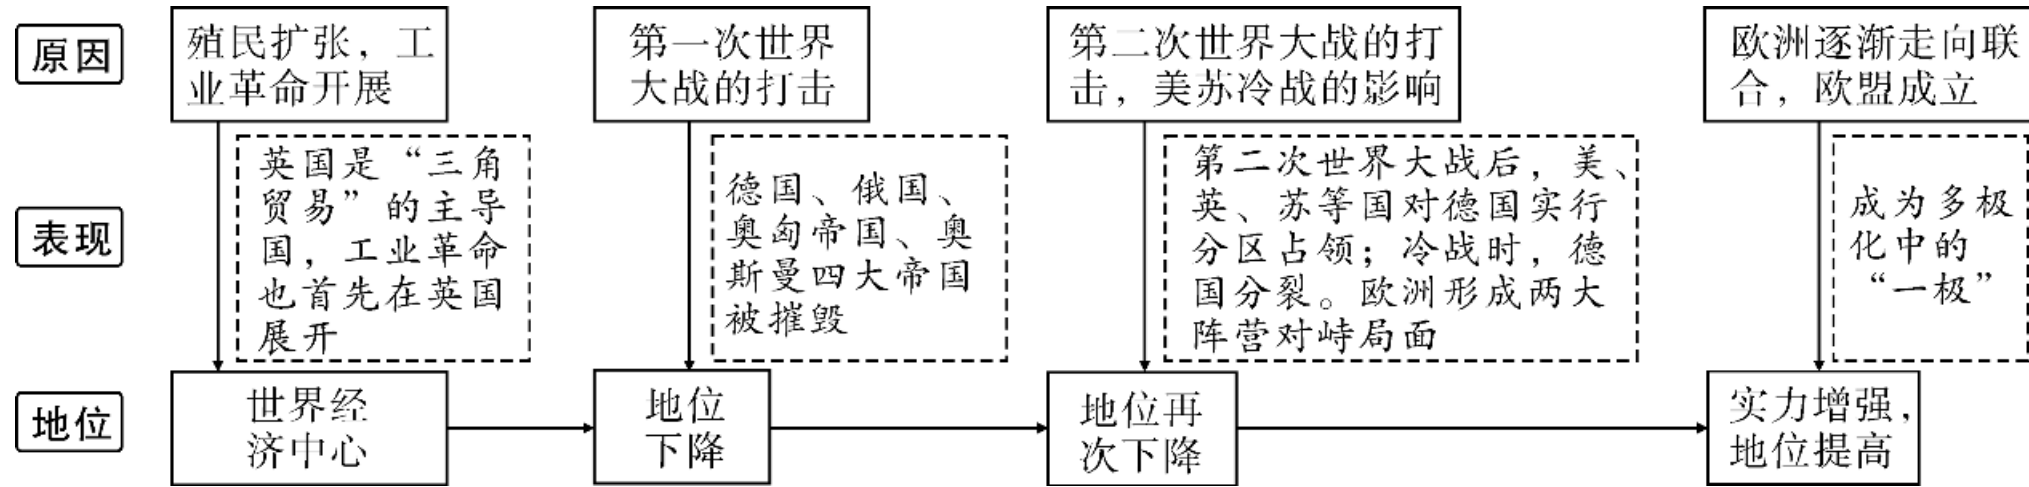 原因
殖民扩张，工
业革命开展
第一次世界
大战的打击
第二次世界大战的打
击，美苏冷战的影响
欧洲逐渐走向联
合，欧盟成立
表现
英国是“三角
贸易”的主导
国，工业革命
也首先在英国
展开
德国、俄国、
奥匈帝国、奥
斯曼四大帝国
被摧毁
第二次世界大战后，美、
英、苏等国对德国实行
分区占领；冷战时，德
国分裂。欧洲形成两大
阵营对峙局面
成为多极
化中的
“一极”
地位
世界经
济中心
地位
下降
地位再
次下降
实力增强，
地位提高